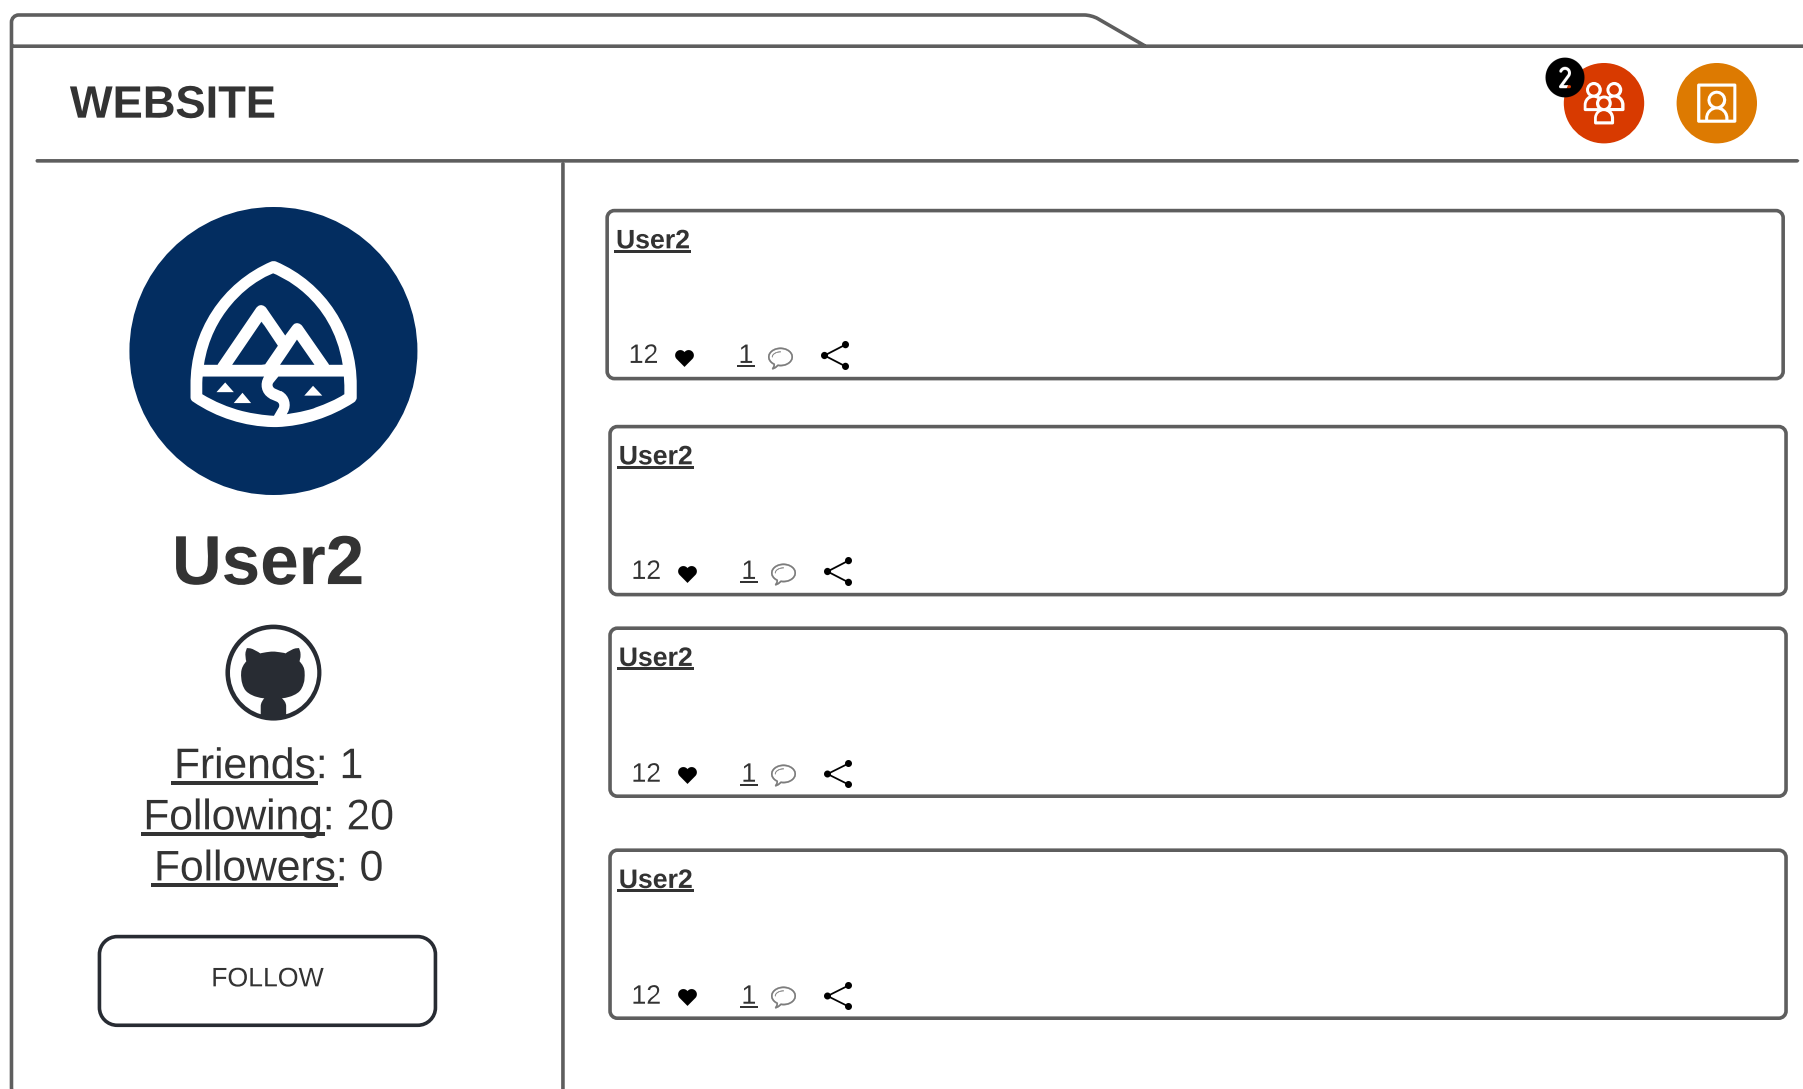 WEBSITE
2
User2
Friends: 1
Following: 20
Followers: 0
FOLLOW
User2
12 1
User2
12 1
User2
12 1
User2
12 1